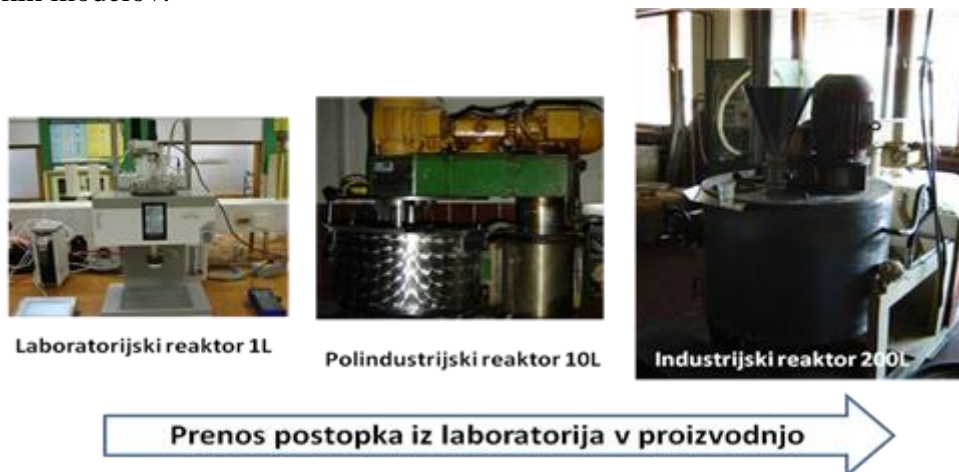 Laboratorijski reaktor 1L
Polindustrijski reaktor 10L
Industrijski reaktor 200L
Prenos postopka iz laboratorija v proizvodnjo